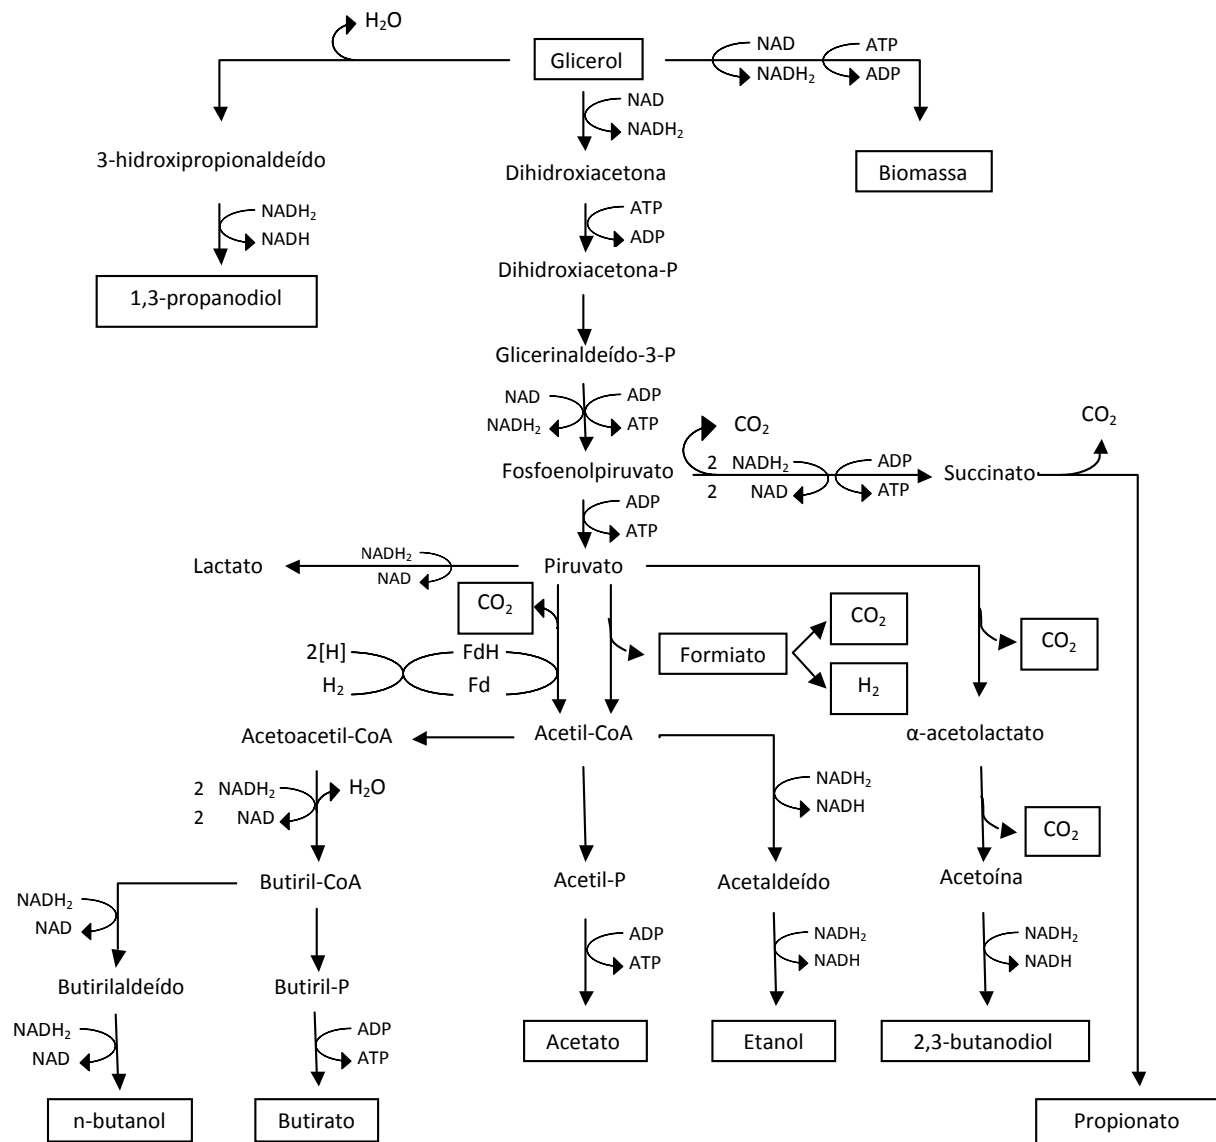 H₂O
Glicerol
NAD
NADH₂
ATP
ADP
NAD
NADH₂
3-hidroxipropionaldeído
Dihidroxiacetona
Biomassa
NADH₂
NADH
ATP
ADP
Dihidroxiacetona-P
1,3-propanodiol
Glicerinaldeído-3-P
NAD
NADH₂
ADP
ATP
CO₂
CO₂
Fosfoenolpiruvato
2 NADH₂
2 NAD
ADP
ATP
Succinato
ADP
ATP
Lactato
NADH₂
NAD
Piruvato
CO₂
CO₂
2[H]
FdH
H₂
Fd
Formiato
H₂
CO₂
Acetoacetil-CoA
Acetil-CoA
α-acetolactato
2 NADH₂
2 NAD
H₂O
NADH₂
NADH
CO₂
Butiril-CoA
Acetil-P
Acetaldeído
Acetoína
NADH₂
NAD
ADP
ATP
NADH₂
NADH
NADH₂
NADH
Butirilaldeído
Butiril-P
NADH₂
NAD
ADP
ATP
Acetato
Etanol
2,3-butanodiol
n-butanol
Butirato
Propionato